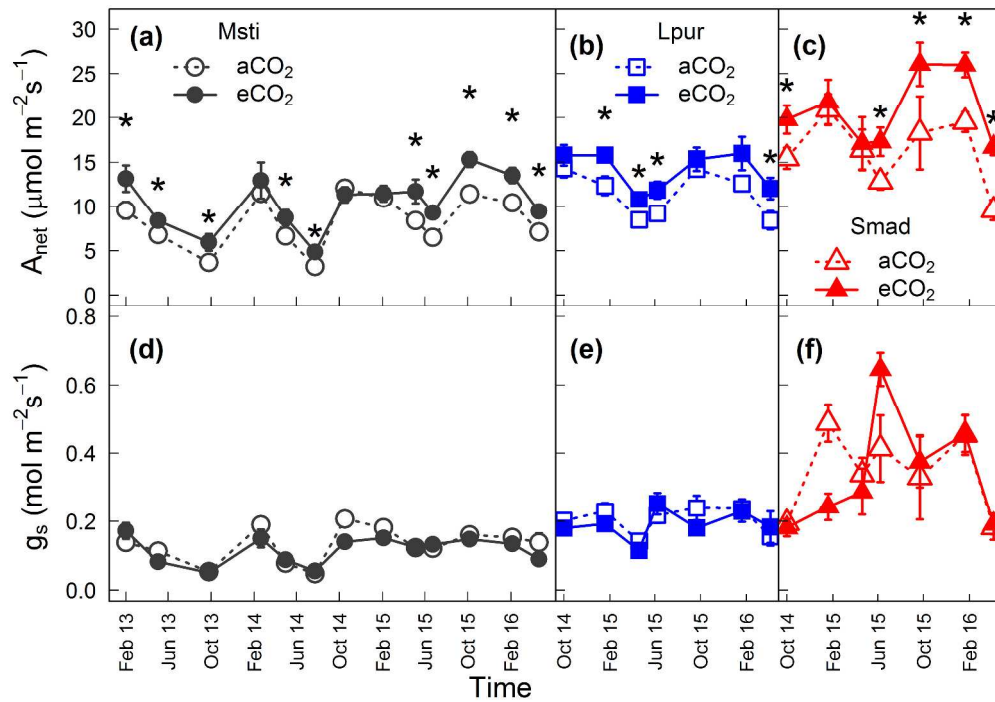 (a) Msti
aCO2
eCO2
(b) Lpur
aCO2
eCO2
(c)
Smad
aCO2
eCO2
* * * * * * * * * *
* * * *
* * * * *
Anet (μmol m−2s−1)
30
25
20
15
10
5
0
(d)
(e)
(f)
gs (mol m−2s−1)
0.8
0.6
0.4
0.2
0.0
Feb 13
Jun 13
Oct 13
Feb 14
Jun 14
Oct 14
Feb 15
Jun 15
Oct 15
Feb 16
Oct 14
Feb 15
Jun 15
Oct 15
Feb 16
Oct 14
Feb 15
Jun 15
Oct 15
Feb 16
Time